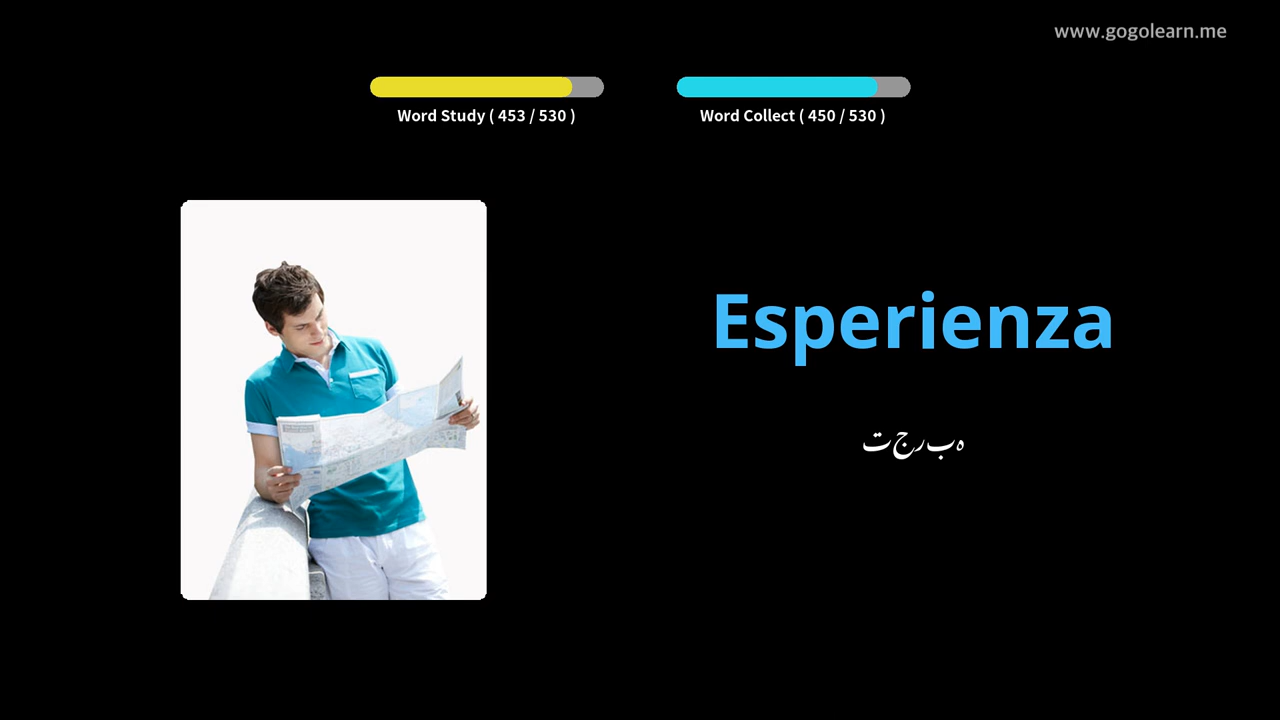 www.gogolearn.me
Word Study ( 453 / 530 )
Word Collect ( 450 / 530 )
Esperienza
تجربہ